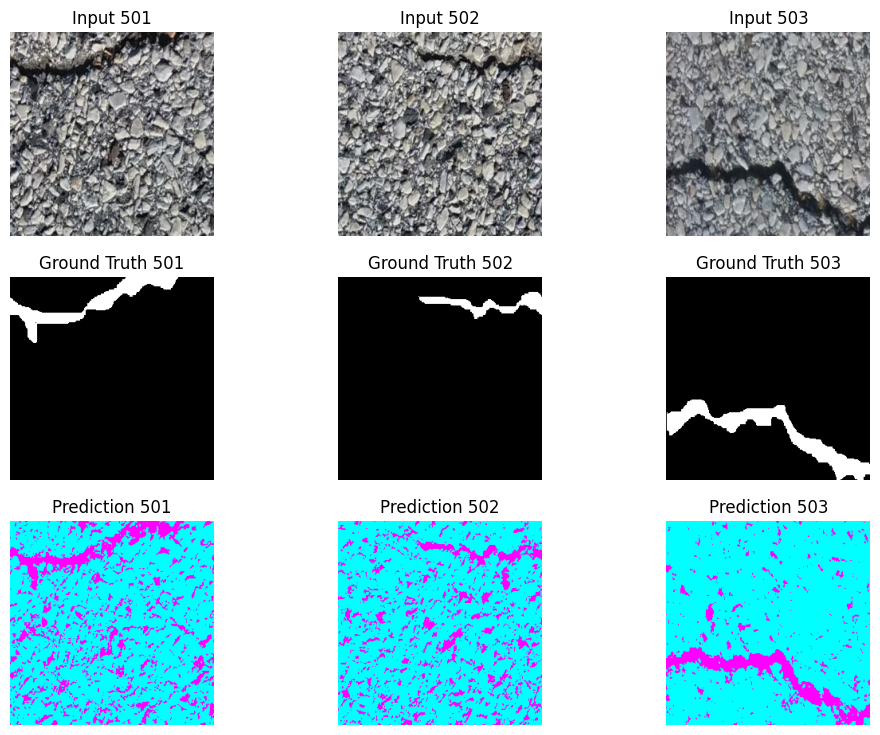 Input 501
Input 502
Input 503
Ground Truth 501
Ground Truth 502
Ground Truth 503
Prediction 501
Prediction 502
Prediction 503